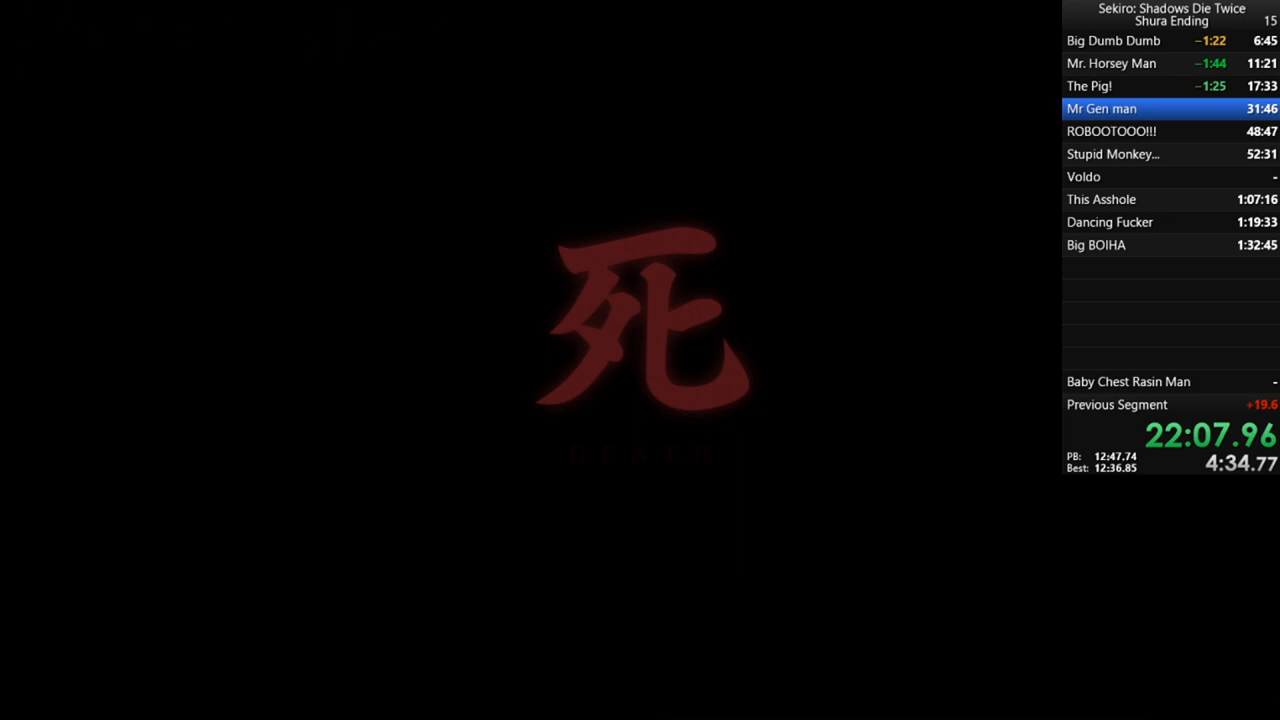 Sekiro: Shadows Die Twice
Shura Ending 15
Big Dumb Dumb −1:22 6:45
Mr. Horsey Man −1:44 11:21
The Pig! −1:25 17:33
Mr Gen man 31:46
ROBOOTOOO!!! 48:47
Stupid Monkey... 52:31
Voldo -
This Asshole 1:07:16
Dancing Fucker 1:19:33
Big BOIHA 1:32:45
死
DEATH
Baby Chest Rasin Man -
Previous Segment +19.6
22:07.96
PB: 12:47.74
Best: 12:36.85
4:34.77